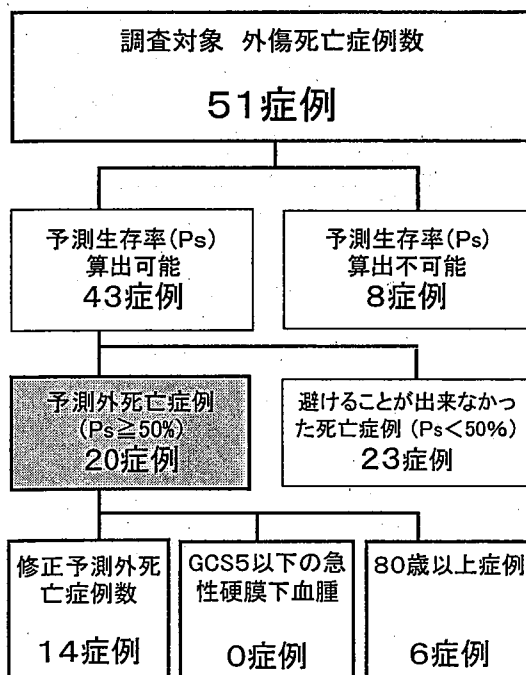 調査対象 外傷死亡症例数
51症例
予測生存率(Ps)
算出可能
43症例
予測生存率(Ps)
算出不可能
8症例
予測外死亡症例
(Ps≧50%)
20症例
避けることが出来なかっ
た死亡症例 (Ps<50%)
23症例
修正予測外死
亡症例数
14症例
GCS5以下の急
性硬膜下血腫
0症例
80歳以上症例
6症例